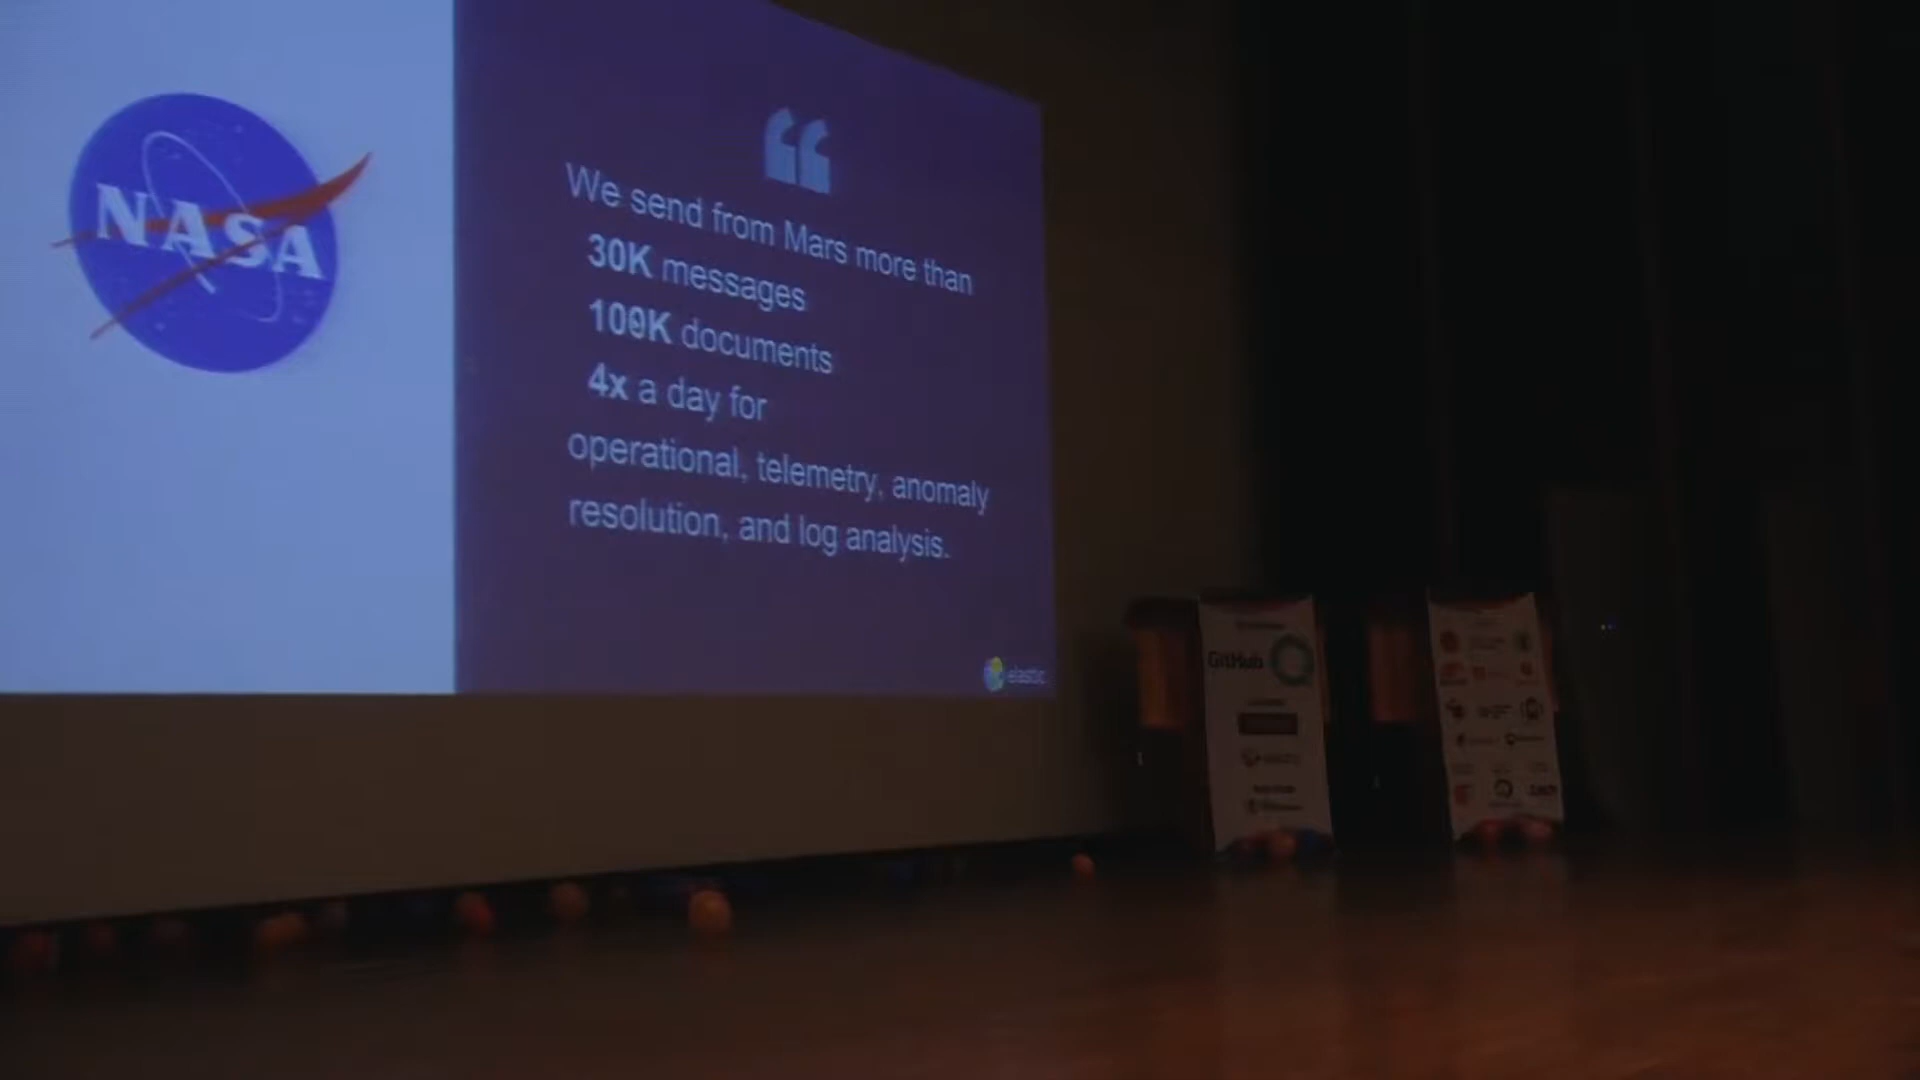 NASA
“
We send from Mars more than
30K messages
100K documents
4x a day for
operational, telemetry, anomaly
resolution, and log analysis.
elastic
GitHub